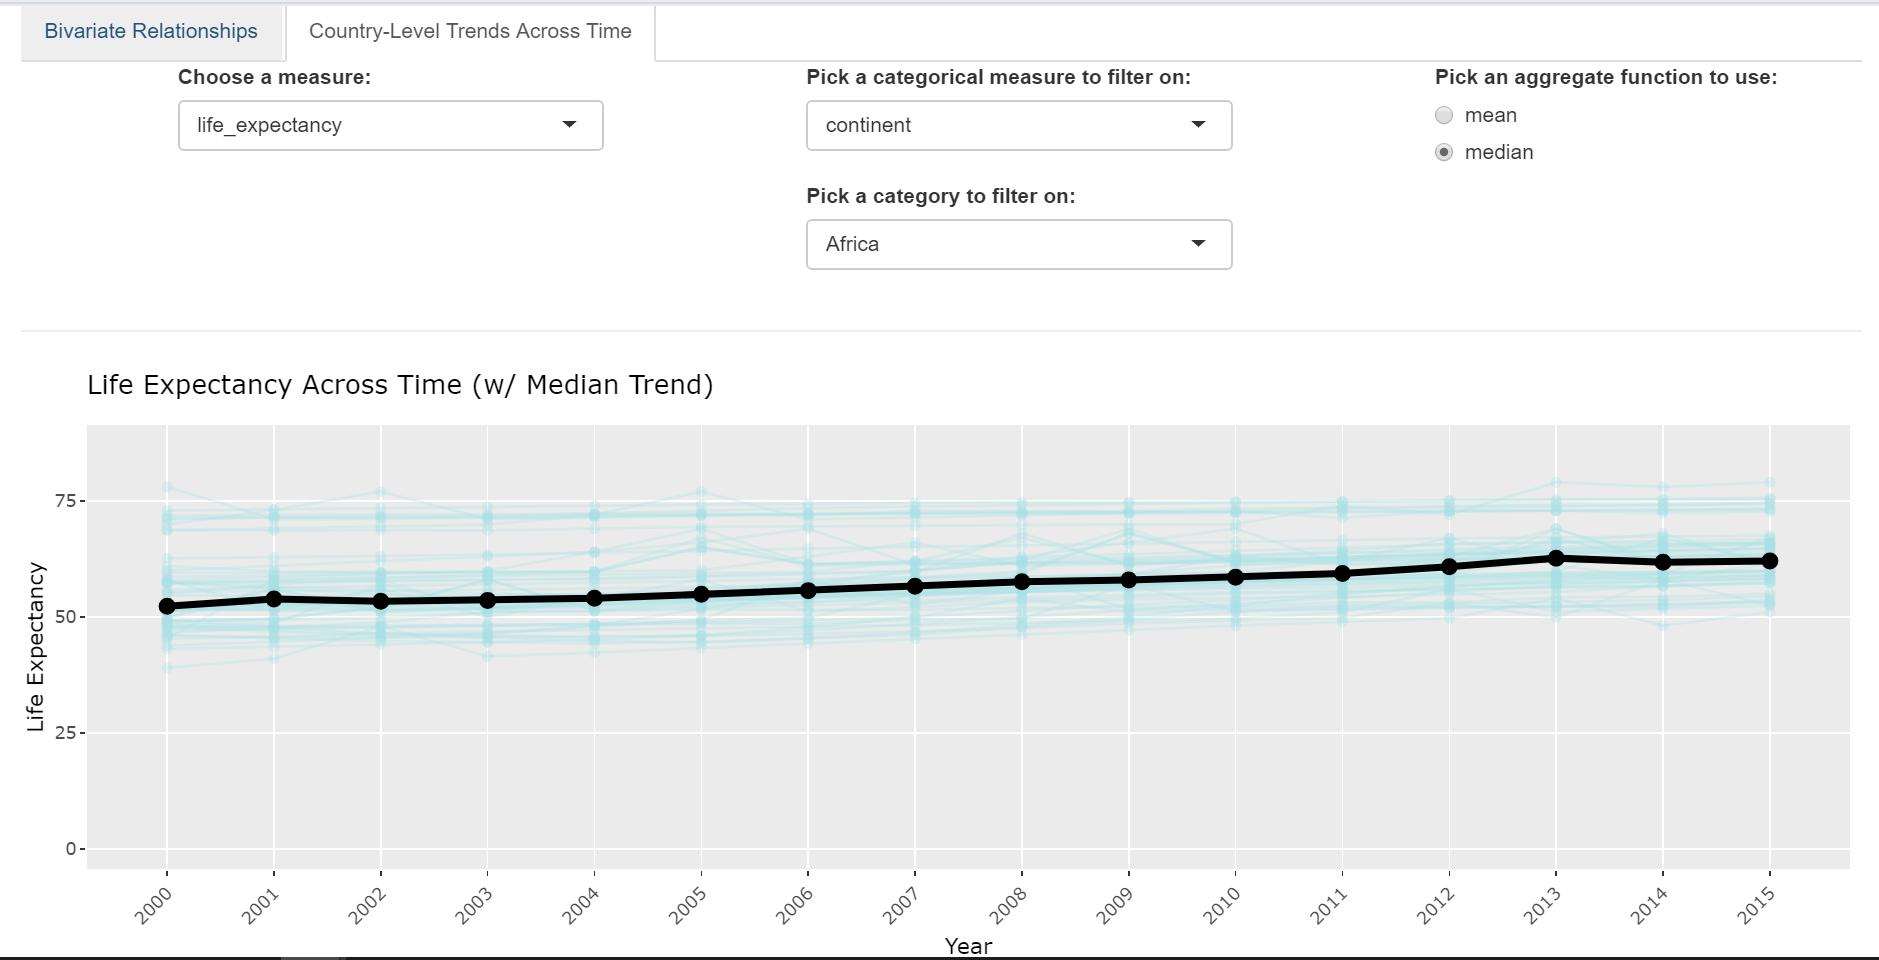 Bivariate Relationships
Country-Level Trends Across Time
Choose a measure:
life_expectancy
Pick a categorical measure to filter on:
continent
Pick a category to filter on:
Africa
Pick an aggregate function to use:
mean
median
Life Expectancy Across Time (w/ Median Trend)
Life Expectancy
75
50
25
0
2000
2001
2002
2003
2004
2005
2006
2007
2008
2009
2010
2011
2012
2013
2014
2015
Year